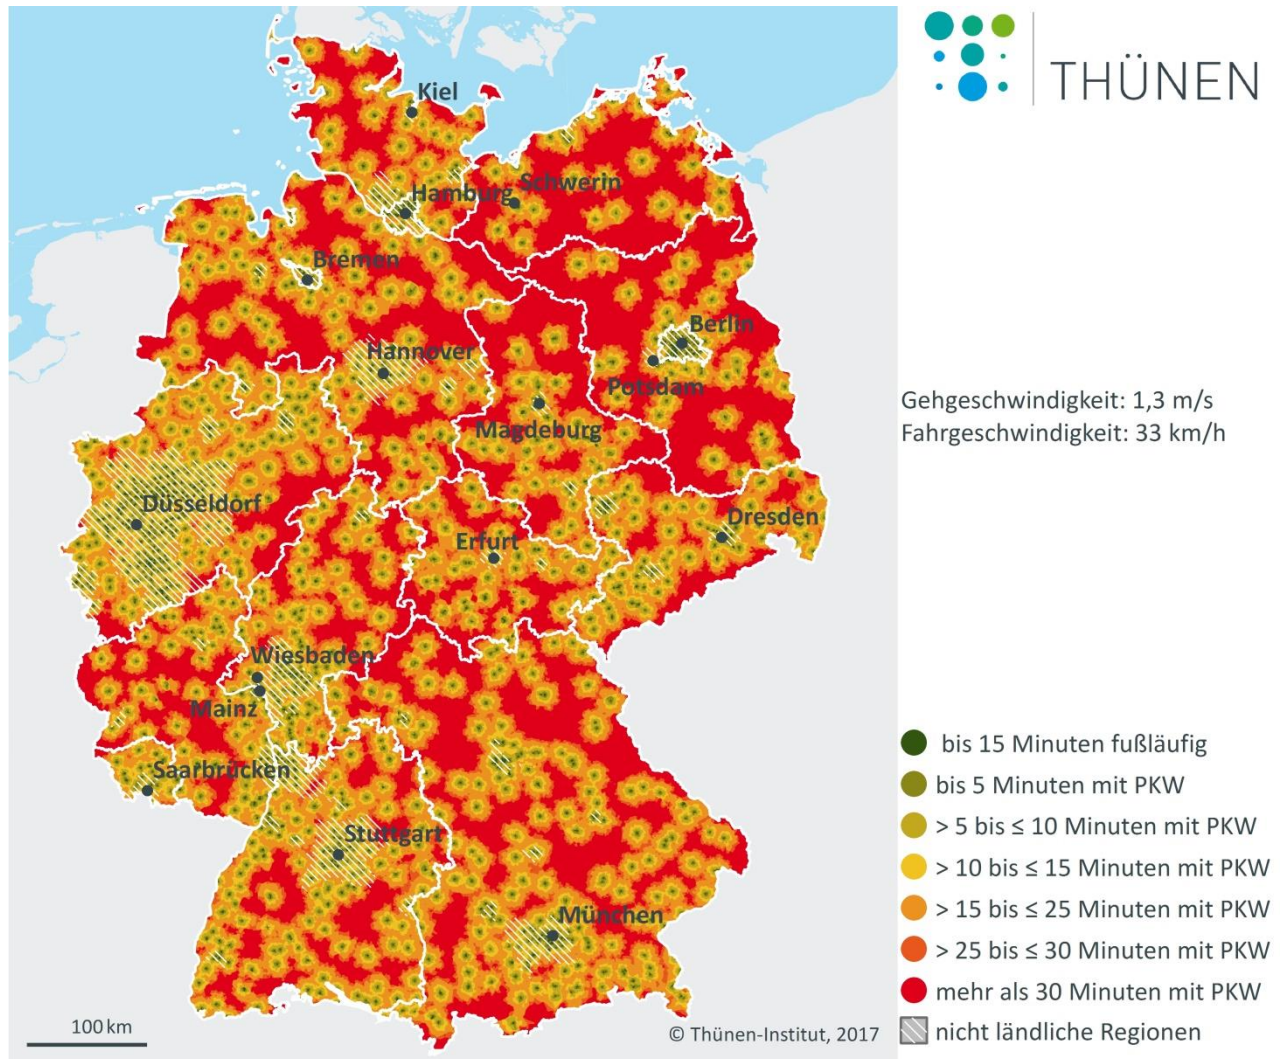 THÜNEN
Kiel
Hamburg
Schwerin
Bremen
Berlin
Hannover
Potsdam
Magdeburg
Düsseldorf
Dresden
Erfurt
Wiesbaden
Mainz
Saarbrücken
Stuttgart
München
Gehgeschwindigkeit: 1,3 m/s
Fahrgeschwindigkeit: 33 km/h
bis 15 Minuten fußläufig
bis 5 Minuten mit PKW
> 5 bis ≤ 10 Minuten mit PKW
> 10 bis ≤ 15 Minuten mit PKW
> 15 bis ≤ 25 Minuten mit PKW
> 25 bis ≤ 30 Minuten mit PKW
mehr als 30 Minuten mit PKW
nicht ländliche Regionen
100 km
© Thünen-Institut, 2017